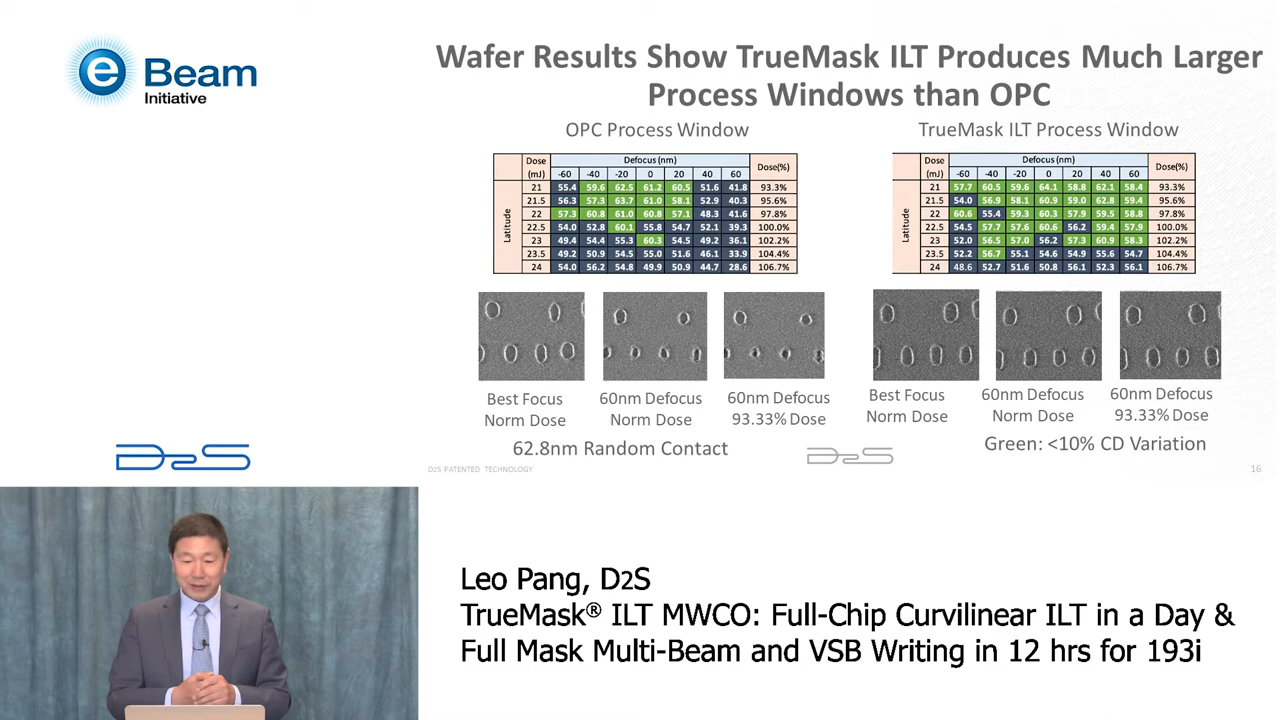 e Beam
Initiative
Wafer Results Show TrueMask ILT Produces Much Larger
Process Windows than OPC
OPC Process Window
Dose (mJ) Defocus (nm) Dose(%)
-60 -40 -20 0 20 40 60
Latitude
21 55.4 59.6 62.5 61.2 60.5 51.6 41.8 93.3%
21.5 56.3 57.3 63.7 61.0 58.1 52.9 40.3 95.6%
22 57.3 60.8 61.0 60.8 57.1 48.3 41.6 97.8%
22.5 54.0 52.8 60.1 55.8 54.7 52.1 39.3 100.0%
23 49.4 54.4 55.3 60.3 54.5 49.2 36.1 102.2%
23.5 49.2 50.9 54.5 55.0 51.6 46.1 33.9 104.4%
24 54.0 56.2 54.8 49.9 50.9 44.7 28.6 106.7%
Best Focus
Norm Dose
60nm Defocus
Norm Dose
60nm Defocus
93.33% Dose
62.8nm Random Contact
TrueMask ILT Process Window
Dose (mJ) Defocus (nm) Dose(%)
-60 -40 -20 0 20 40 60
Latitude
21 57.7 60.5 59.6 64.1 58.8 62.1 58.4 93.3%
21.5 54.0 56.9 58.1 60.9 59.0 62.8 59.4 95.6%
22 60.6 55.4 59.3 60.3 57.9 59.5 58.8 97.8%
22.5 54.5 57.7 57.6 60.6 56.2 59.4 57.9 100.0%
23 52.0 56.5 57.0 56.2 57.3 60.9 58.3 102.2%
23.5 52.2 56.7 55.1 54.6 54.9 55.6 54.7 104.4%
24 48.6 52.7 51.6 50.8 56.1 52.3 56.1 106.7%
Best Focus
Norm Dose
60nm Defocus
Norm Dose
60nm Defocus
93.33% Dose
Green: <10% CD Variation
D2S
D2S PATENTED TECHNOLOGY
D2S
16
Leo Pang, D2S
TrueMask® ILT MWCO: Full-Chip Curvilinear ILT in a Day &
Full Mask Multi-Beam and VSB Writing in 12 hrs for 193i